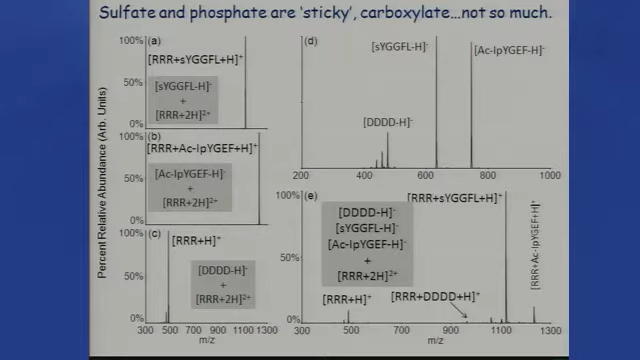 Sulfate and phosphate are 'sticky', carboxylate...not so much.
Percent Relative Abundance (Arb. Units)
100% (a)
[RRR+sYGGFL+H]⁺
50%
[sYGGFL-H]⁻
+
[RRR+2H]²⁺
0%
100% (b)
[RRR+Ac-IpYGEF+H]⁺
50%
[Ac-IpYGEF-H]⁻
+
[RRR+2H]²⁺
0%
100% (c)
[RRR+H]⁺
50%
[DDDD-H]⁻
+
[RRR+2H]²⁺
0%
300 500 700 900 1100 1300
m/z
(d)
[sYGGFL-H]⁻
[Ac-IpYGEF-H]⁻
[DDDD-H]⁻
200 400 600 800 1000
100% (e)
[RRR+sYGGFL+H]⁺
[DDDD-H]⁻
[sYGGFL-H]⁻
[Ac-IpYGEF-H]⁻
+
[RRR+2H]²⁺
50%
[RRR+H]⁺
[RRR+DDDD+H]⁺
[RRR+Ac-IpYGEF+H]⁺
0%
300 500 700 900 1100 1300
m/z